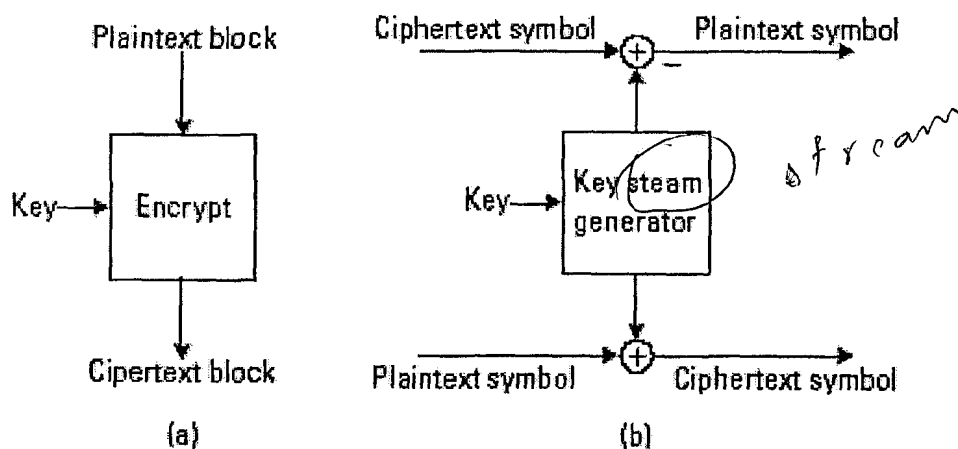 Plaintext block
Key
Encrypt
Cipertext block
(a)
Ciphertext symbol
Plaintext symbol
Key
Key steam
generator
stream
Plaintext symbol
Ciphertext symbol
(b)